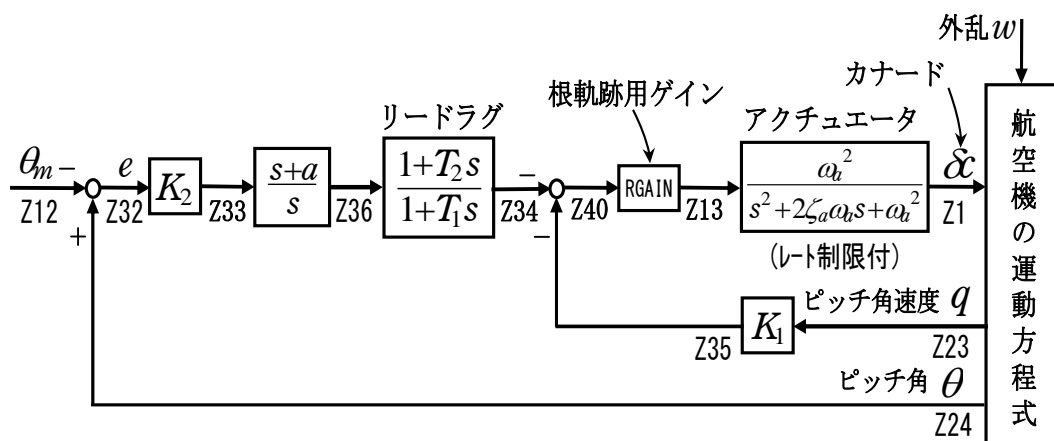 外乱 w
カナード
根軌跡用ゲイン
リードラグ
アクチュエータ
θm −
e
K2
s+a
s
1+T2s
1+T1s
−
RGAIN
ωa²
s²+2ζaωas+ωa²
δc
Z12
Z32
Z33
Z36
Z34
Z40
Z13
Z1
+
−
(レート制限付)
ピッチ角速度 q
K1
Z35
Z23
ピッチ角 θ
Z24
航空機の運動方程式